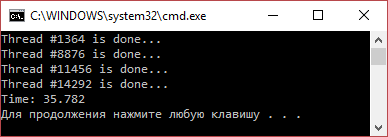 C:\WINDOWS\system32\cmd.exe
Thread #1364 is done...
Thread #8876 is done...
Thread #11456 is done...
Thread #14292 is done...
Time: 35.782
Для продолжения нажмите любую клавишу . . .